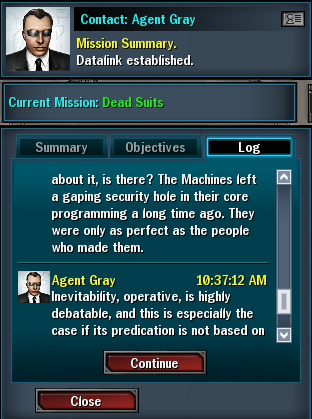 Contact: Agent Gray
Mission Summary.
Datalink established.
Current Mission: Dead Suits
Summary
Objectives
Log
about it, is there? The Machines left
a gaping security hole in their core
programming a long time ago. They
were only as perfect as the people
who made them.
Agent Gray 10:37:12 AM
Inevitability, operative, is highly
debatable, and this is especially the
case if its predication is not based on
Continue
Close